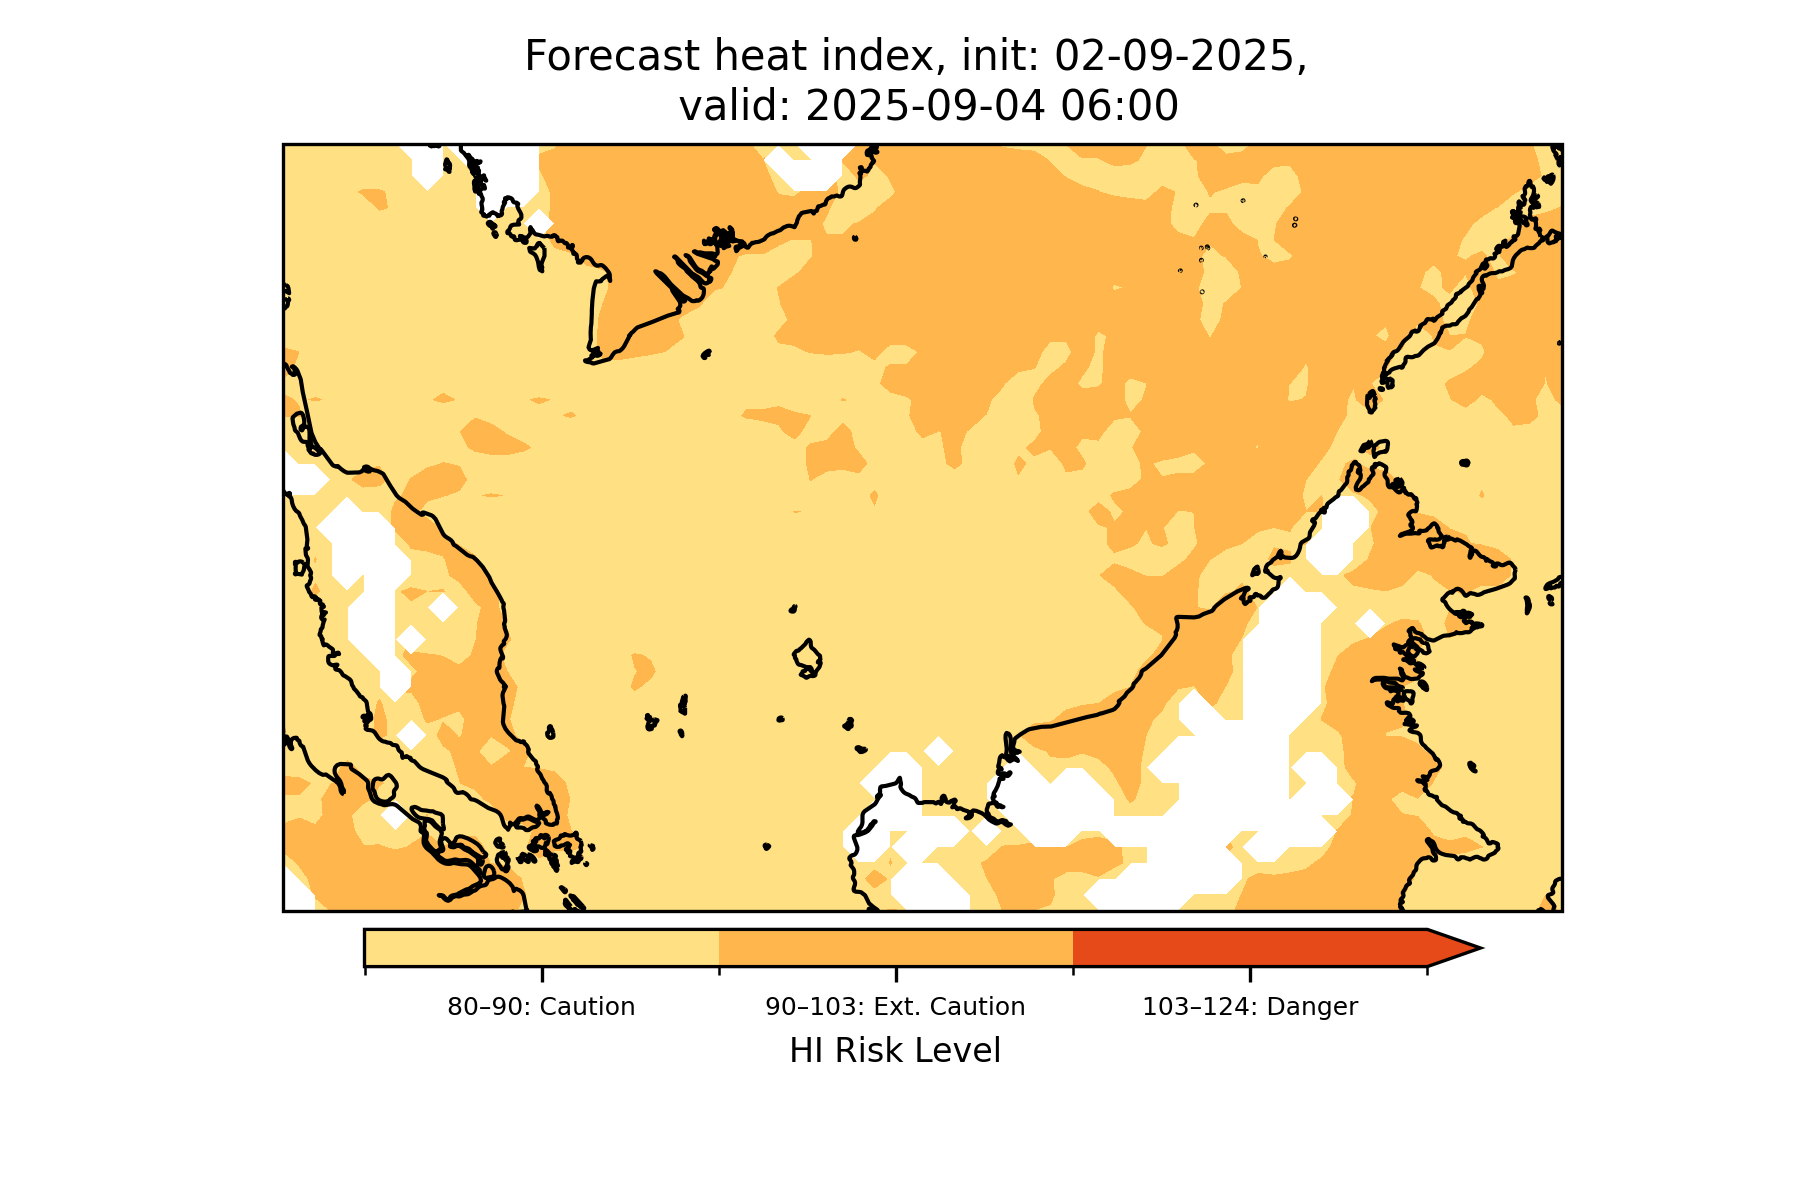 Forecast heat index, init: 02-09-2025,
valid: 2025-09-04 06:00
80–90: Caution
90–103: Ext. Caution
103–124: Danger
HI Risk Level